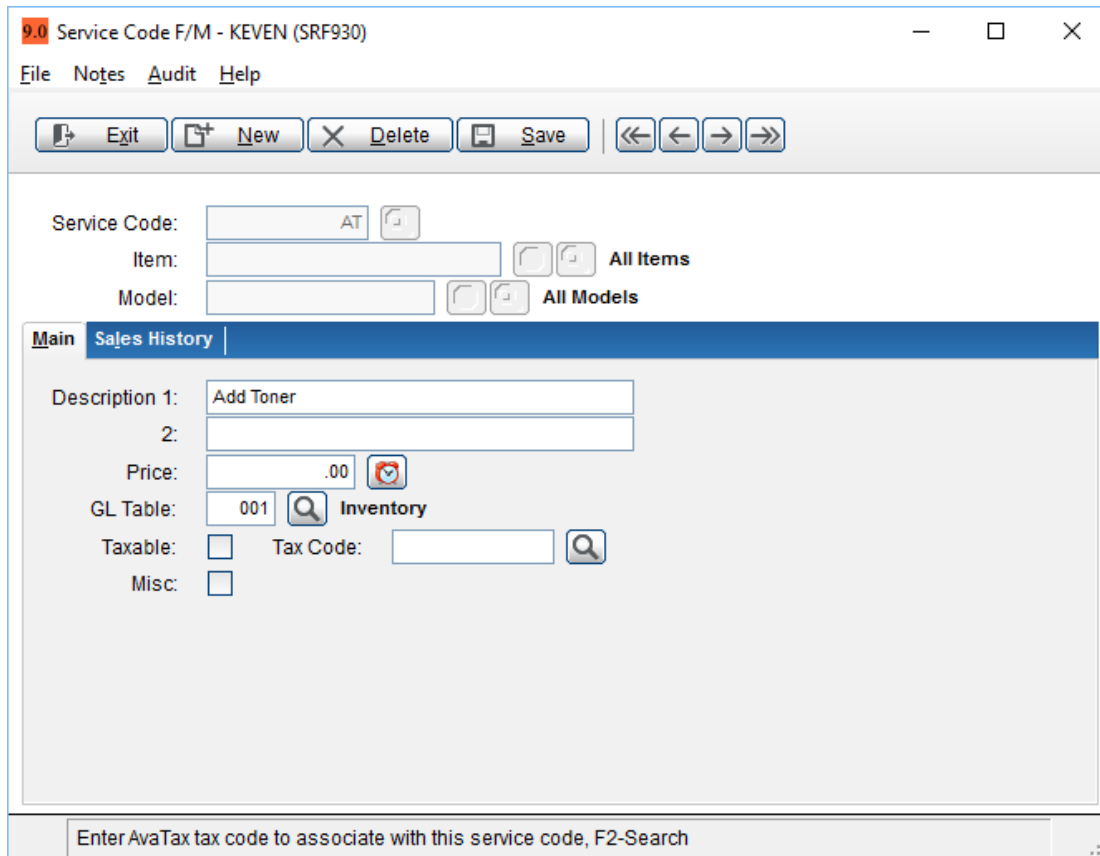 9.0 Service Code F/M - KEVEN (SRF930)
File Notes Audit Help
Exit New Delete Save
Service Code: AT
Item: All Items
Model: All Models
Main Sales History
Description 1: Add Toner
2:
Price: .00
GL Table: 001 Inventory
Taxable: Tax Code:
Misc:
Enter AvaTax tax code to associate with this service code, F2-Search